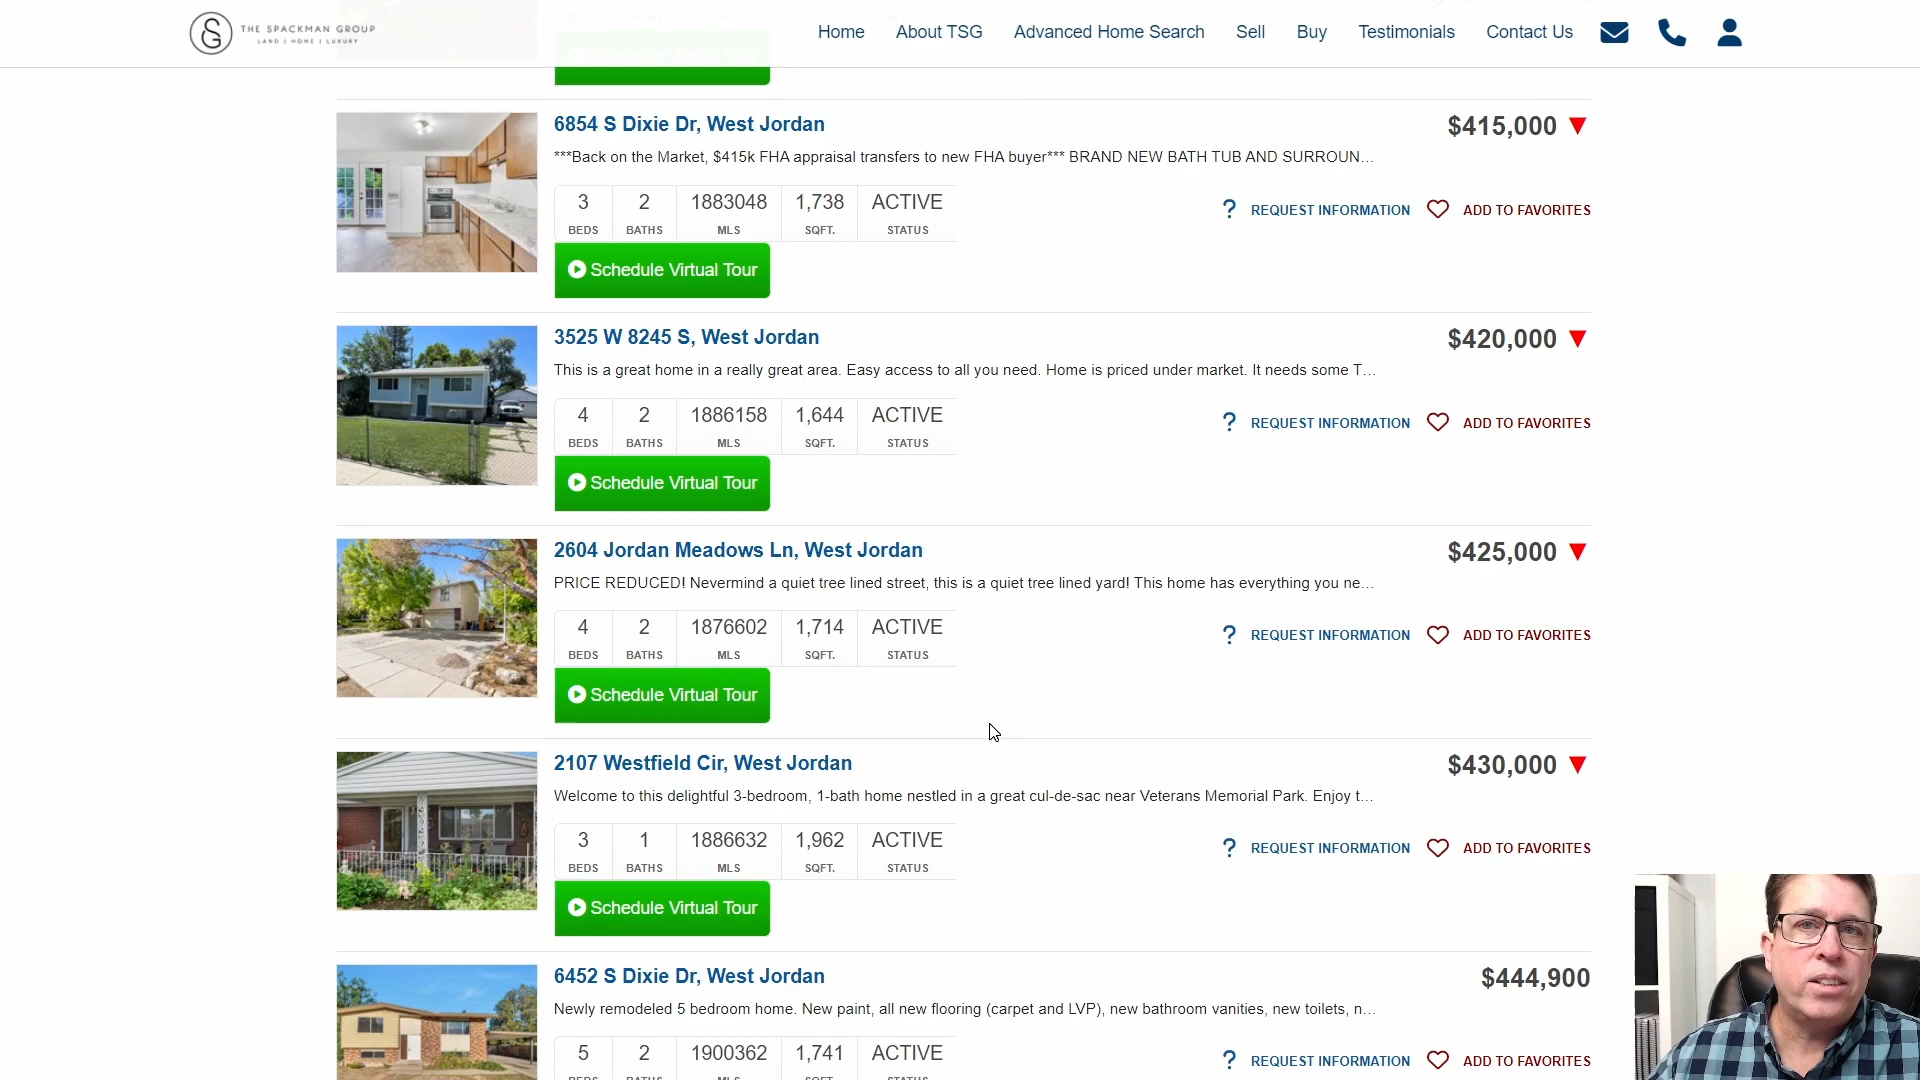 THE SPACKMAN GROUP
LAND | HOME | LUXURY
Home
About TSG
Advanced Home Search
Sell
Buy
Testimonials
Contact Us
6854 S Dixie Dr, West Jordan
$415,000
***Back on the Market, $415k FHA appraisal transfers to new FHA buyer*** BRAND NEW BATH TUB AND SURROUN...
3 2 1883048 1,738 ACTIVE
BEDS BATHS MLS SQFT. STATUS
REQUEST INFORMATION
ADD TO FAVORITES
Schedule Virtual Tour
3525 W 8245 S, West Jordan
$420,000
This is a great home in a really great area. Easy access to all you need. Home is priced under market. It needs some T...
4 2 1886158 1,644 ACTIVE
BEDS BATHS MLS SQFT. STATUS
REQUEST INFORMATION
ADD TO FAVORITES
Schedule Virtual Tour
2604 Jordan Meadows Ln, West Jordan
$425,000
PRICE REDUCED! Nevermind a quiet tree lined street, this is a quiet tree lined yard! This home has everything you ne...
4 2 1876602 1,714 ACTIVE
BEDS BATHS MLS SQFT. STATUS
REQUEST INFORMATION
ADD TO FAVORITES
Schedule Virtual Tour
2107 Westfield Cir, West Jordan
$430,000
Welcome to this delightful 3-bedroom, 1-bath home nestled in a great cul-de-sac near Veterans Memorial Park. Enjoy t...
3 1 1886632 1,962 ACTIVE
BEDS BATHS MLS SQFT. STATUS
REQUEST INFORMATION
ADD TO FAVORITES
Schedule Virtual Tour
6452 S Dixie Dr, West Jordan
$444,900
Newly remodeled 5 bedroom home. New paint, all new flooring (carpet and LVP), new bathroom vanities, new toilets, n...
5 2 1900362 1,741 ACTIVE
REQUEST INFORMATION
ADD TO FAVORITES